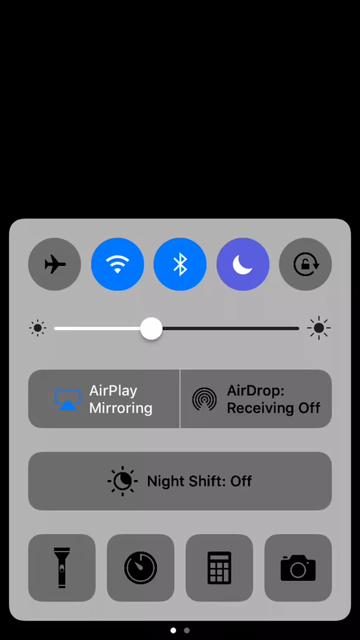 AirPlay
Mirroring
AirDrop:
Receiving Off
Night Shift: Off